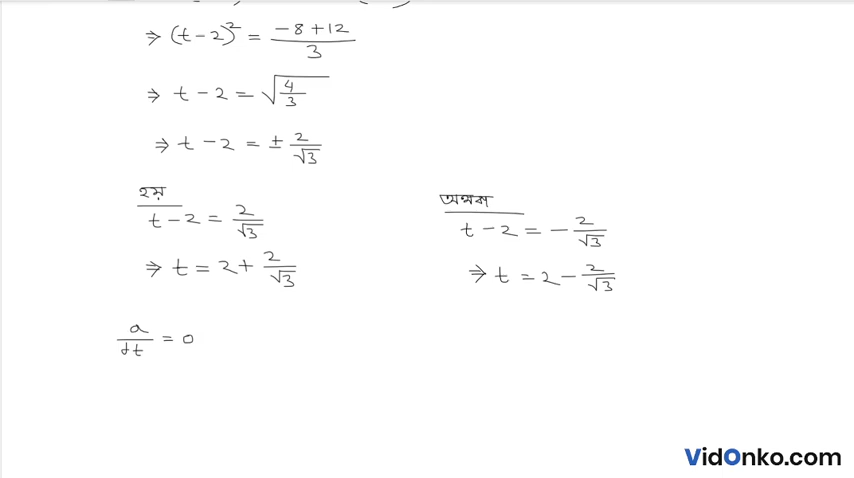 ⇒ (t-2)² = (-8+12)/3
⇒ t-2 = √(4/3)
⇒ t-2 = ± 2/√3
হয়
t-2 = 2/√3
⇒ t = 2 + 2/√3
অথবা
t-2 = - 2/√3
⇒ t = 2 - 2/√3
a/dt = 0
VidOnko.com